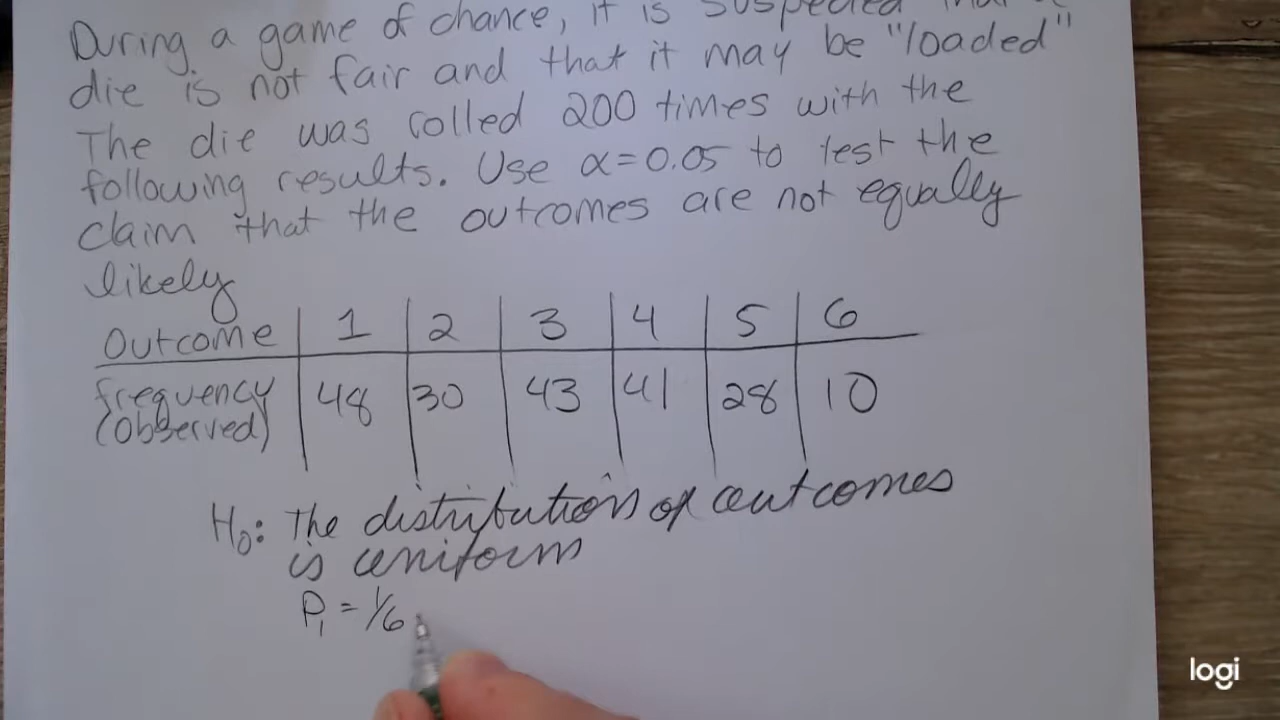 During a game of chance, it is suspected that a
die is not fair and that it may be "loaded"
The die was rolled 200 times with the
following results. Use α=0.05 to test the
claim that the outcomes are not equally
likely
Outcome 1 2 3 4 5 6
frequency 48 30 43 41 28 10
(observed)
H₀: The distribution of outcomes
is uniform
P₁ = 1/6
logi